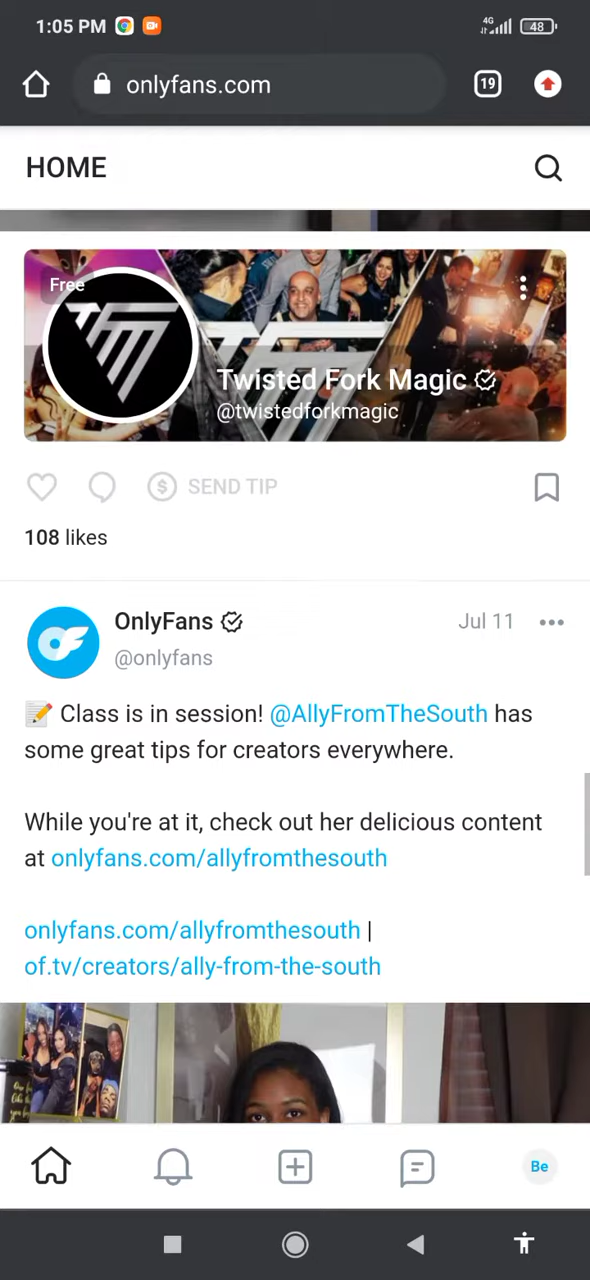 1:05 PM
4G
48
onlyfans.com
19
HOME
Free
Twisted Fork Magic
@twistedforkmagic
SEND TIP
108 likes
OnlyFans
Jul 11
@onlyfans
Class is in session! @AllyFromTheSouth has
some great tips for creators everywhere.
While you're at it, check out her delicious content
at onlyfans.com/allyfromthesouth
onlyfans.com/allyfromthesouth |
of.tv/creators/ally-from-the-south
Be